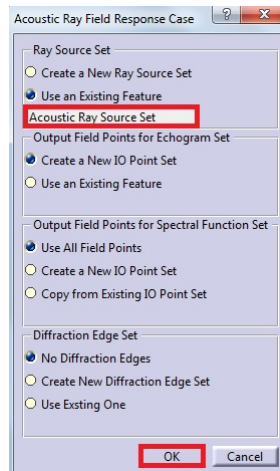 Acoustic Ray Field Response Case
Ray Source Set
Create a New Ray Source Set
Use an Existing Feature
Acoustic Ray Source Set
Output Field Points for Echogram Set
Create a New IO Point Set
Use an Existing Feature
Output Field Points for Spectral Function Set
Use All Field Points
Create a New IO Point Set
Copy from Existing IO Point Set
Diffraction Edge Set
No Diffraction Edges
Create New Diffraction Edge Set
Use Exsting One
OK Cancel